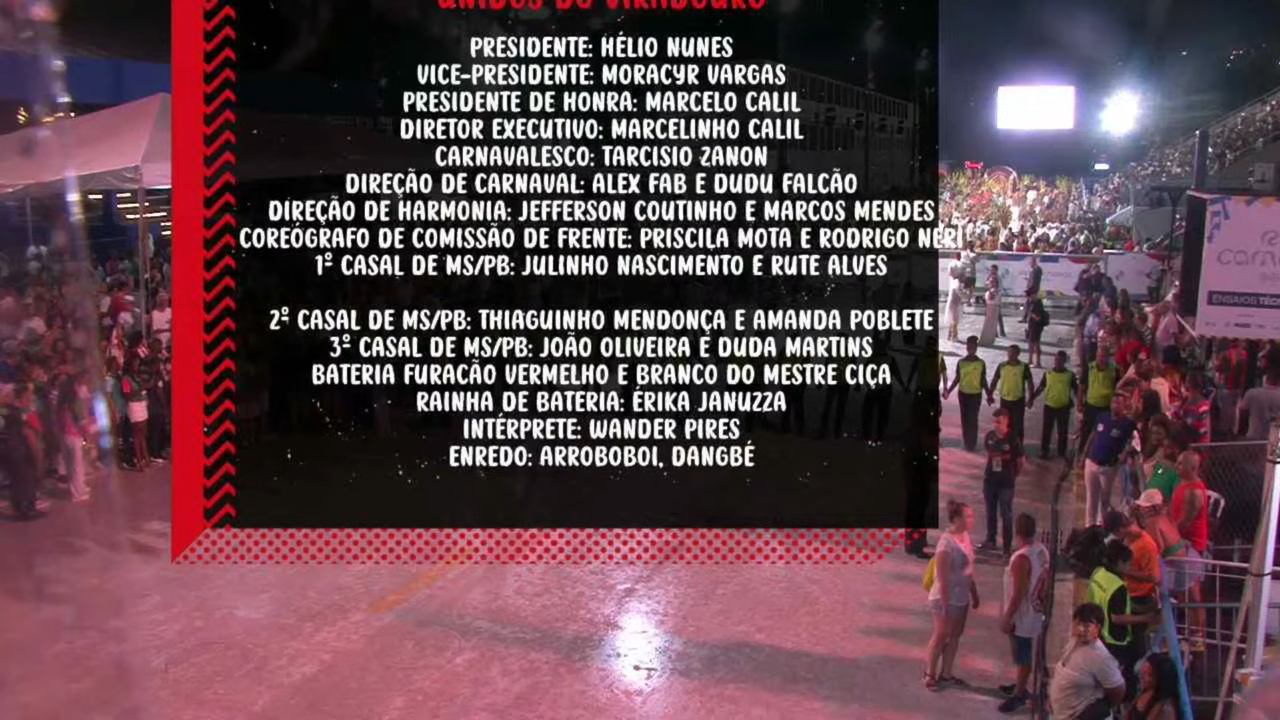 UNIDOS DO VIRADOURO
PRESIDENTE: HÉLIO NUNES
VICE-PRESIDENTE: MORACYR VARGAS
PRESIDENTE DE HONRA: MARCELO CALIL
DIRETOR EXECUTIVO: MARCELINHO CALIL
CARNAVALESCO: TARCISIO ZANON
DIREÇÃO DE CARNAVAL: ALEX FAB E DUDU FALCÃO
DIREÇÃO DE HARMONIA: JEFFERSON COUTINHO E MARCOS MENDES
COREÓGRAFO DE COMISSÃO DE FRENTE: PRISCILA MOTA E RODRIGO NERI
1º CASAL DE MS/PB: JULINHO NASCIMENTO E RUTE ALVES
2º CASAL DE MS/PB: THIAGUINHO MENDONÇA E AMANDA POBLETE
3º CASAL DE MS/PB: JOÃO OLIVEIRA E DUDA MARTINS
BATERIA FURACÃO VERMELHO E BRANCO DO MESTRE CIÇA
RAINHA DE BATERIA: ÉRIKA JANUZZA
INTÉRPRETE: WANDER PIRES
ENREDO: ARROBOBOI, DANGBÉ
ENSAIOS